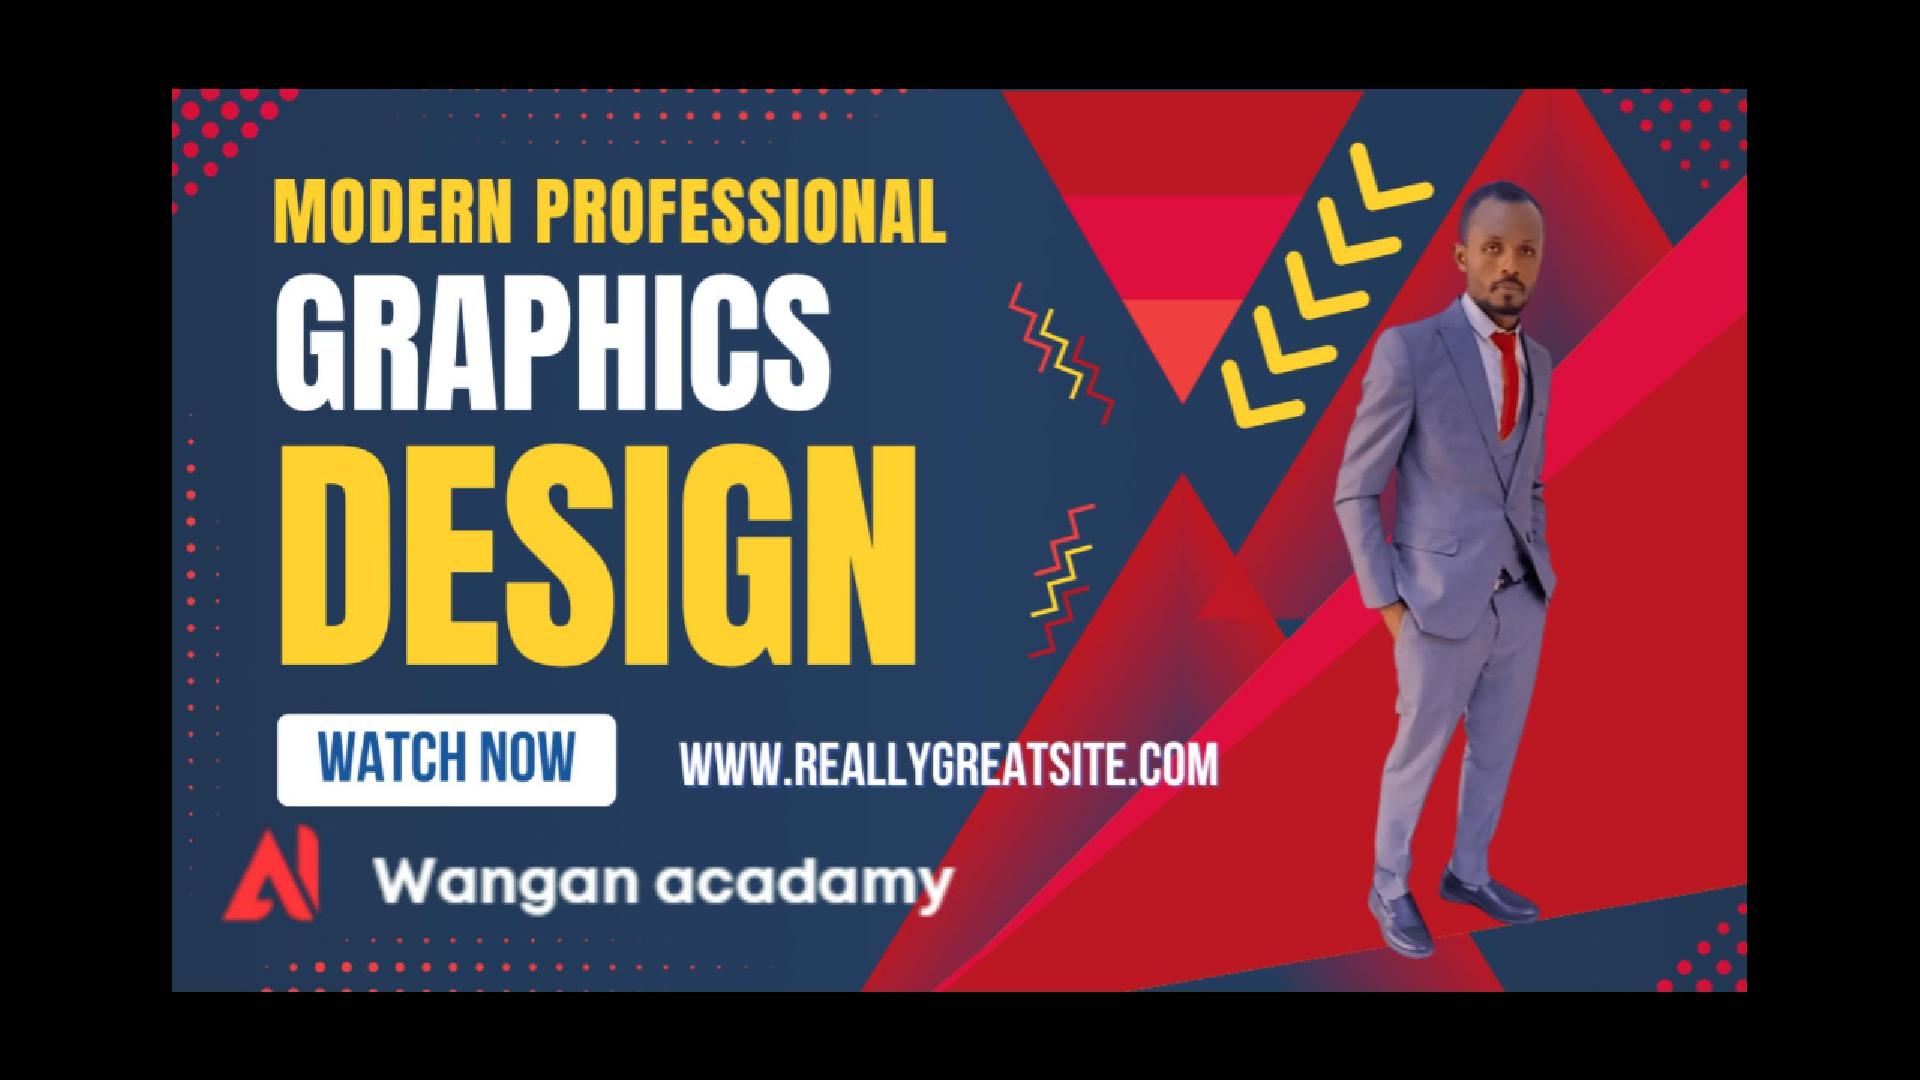 MODERN PROFESSIONAL
GRAPHICS
DESIGN
WATCH NOW
WWW.REALLYGREATSITE.COM
Wangan acadamy